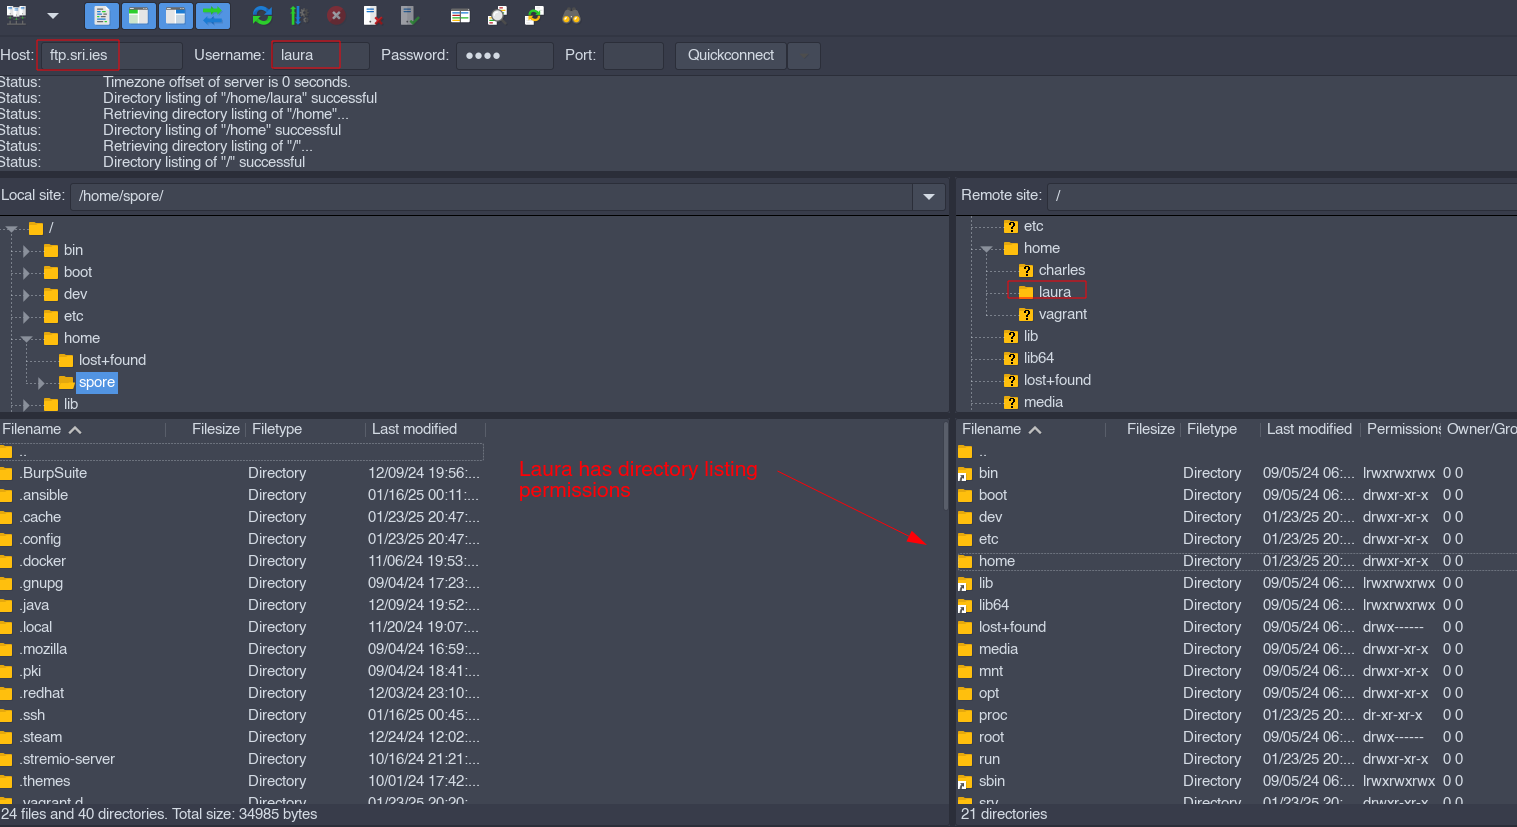 Host: ftp.sri.ies Username: laura Password: ●●●● Port: Quickconnect
Status: Timezone offset of server is 0 seconds.
Status: Directory listing of "/home/laura" successful
Status: Retrieving directory listing of "/home"...
Status: Directory listing of "/home" successful
Status: Retrieving directory listing of "/"...
Status: Directory listing of "/" successful
Local site: /home/spore/
/
bin
boot
dev
etc
home
lost+found
spore
lib
Remote site: /
etc
home
charles
laura
vagrant
lib
lib64
lost+found
media
Filename Filesize Filetype Last modified
..
.BurpSuite Directory 12/09/24 19:56:...
.ansible Directory 01/16/25 00:11:...
.cache Directory 01/23/25 20:47:...
.config Directory 01/23/25 20:47:...
.docker Directory 11/06/24 19:53:...
.gnupg Directory 09/04/24 17:23:...
.java Directory 12/09/24 19:52:...
.local Directory 11/20/24 19:07:...
.mozilla Directory 09/04/24 16:59:...
.pki Directory 09/04/24 18:41:...
.redhat Directory 12/03/24 23:10:...
.ssh Directory 01/16/25 00:45:...
.steam Directory 12/24/24 12:02:...
.stremio-server Directory 10/16/24 21:21:...
.themes Directory 10/01/24 17:42:...
.vagrant.d Directory 01/23/25 20:20:...
24 files and 40 directories. Total size: 34985 bytes
Laura has directory listing
permissions
Filename Filesize Filetype Last modified Permissions Owner/Gro
..
bin Directory 09/05/24 06:... lrwxrwxrwx 0 0
boot Directory 09/05/24 06:... drwxr-xr-x 0 0
dev Directory 01/23/25 20:... drwxr-xr-x 0 0
etc Directory 01/23/25 20:... drwxr-xr-x 0 0
home Directory 01/23/25 20:... drwxr-xr-x 0 0
lib Directory 09/05/24 06:... lrwxrwxrwx 0 0
lib64 Directory 09/05/24 06:... lrwxrwxrwx 0 0
lost+found Directory 09/05/24 06:... drwx------ 0 0
media Directory 09/05/24 06:... drwxr-xr-x 0 0
mnt Directory 09/05/24 06:... drwxr-xr-x 0 0
opt Directory 09/05/24 06:... drwxr-xr-x 0 0
proc Directory 01/23/25 20:... dr-xr-xr-x 0 0
root Directory 09/05/24 06:... drwx------ 0 0
run Directory 01/23/25 20:... drwxr-xr-x 0 0
sbin Directory 09/05/24 06:... lrwxrwxrwx 0 0
srv Directory 09/05/24 06:... drwxr-xr-x 0 0
21 directories